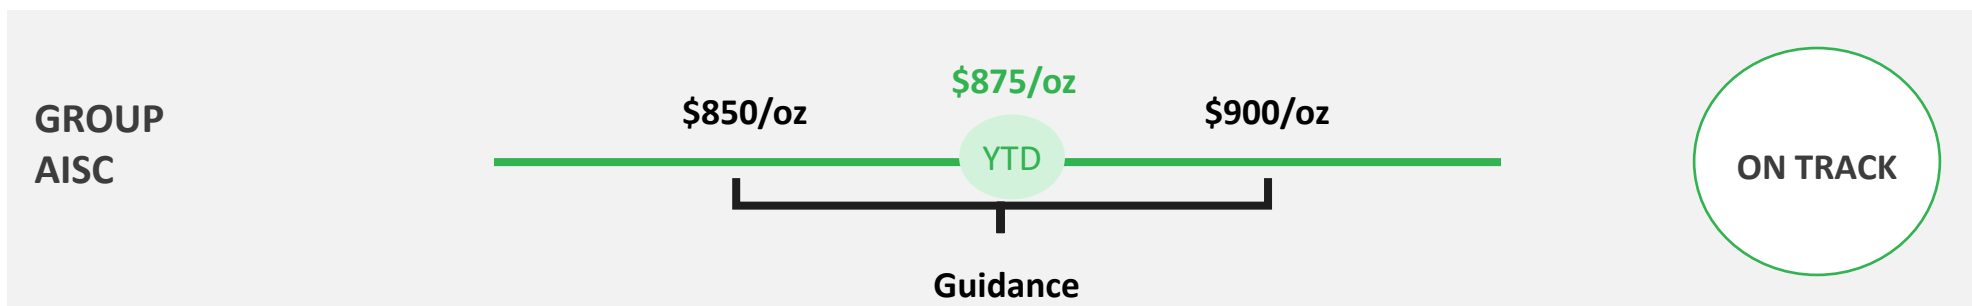 GROUP
AISC
$850/oz
$875/oz
$900/oz
YTD
Guidance
ON TRACK